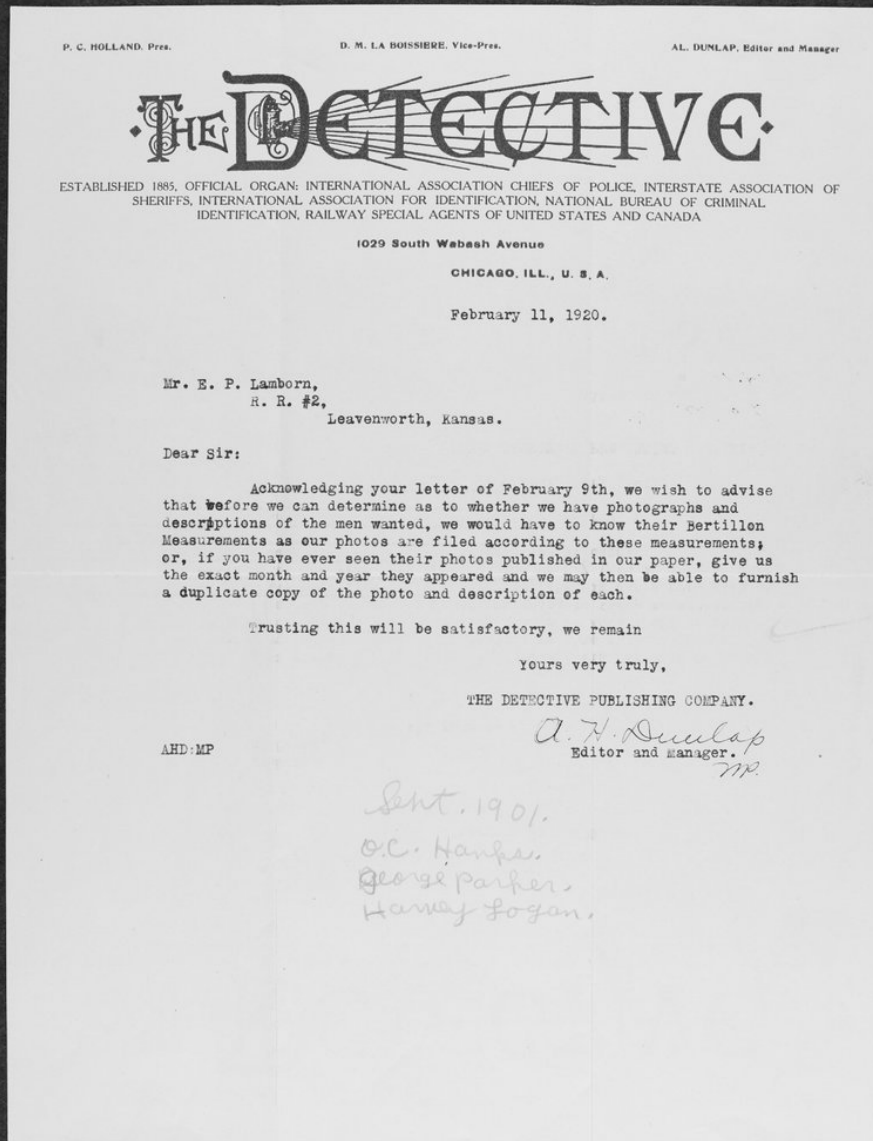 P. C. HOLLAND, Pres.
D. M. LA BOISSIERE, Vice-Pres.
AL. DUNLAP, Editor and Manager
THE DETECTIVE
ESTABLISHED 1885, OFFICIAL ORGAN: INTERNATIONAL ASSOCIATION CHIEFS OF POLICE, INTERSTATE ASSOCIATION OF
SHERIFFS, INTERNATIONAL ASSOCIATION FOR IDENTIFICATION, NATIONAL BUREAU OF CRIMINAL
IDENTIFICATION, RAILWAY SPECIAL AGENTS OF UNITED STATES AND CANADA
1029 South Wabash Avenue
CHICAGO, ILL., U. S. A.
February 11, 1920.
Mr. E. P. Lamborn,
R. R. #2,
Leavenworth, Kansas.
Dear Sir:
Acknowledging your letter of February 9th, we wish to advise
that before we can determine as to whether we have photographs and
descriptions of the men wanted, we would have to know their Bertillon
Measurements as our photos are filed according to these measurements;
or, if you have ever seen their photos published in our paper, give us
the exact month and year they appeared and we may then be able to furnish
a duplicate copy of the photo and description of each.
Trusting this will be satisfactory, we remain
Yours very truly,
THE DETECTIVE PUBLISHING COMPANY.
A. H. Dunlap
AHD:MP
Editor and Manager.
MP.
Sept. 1901.
O.C. Hanks.
George Parker.
Harvey Logan.